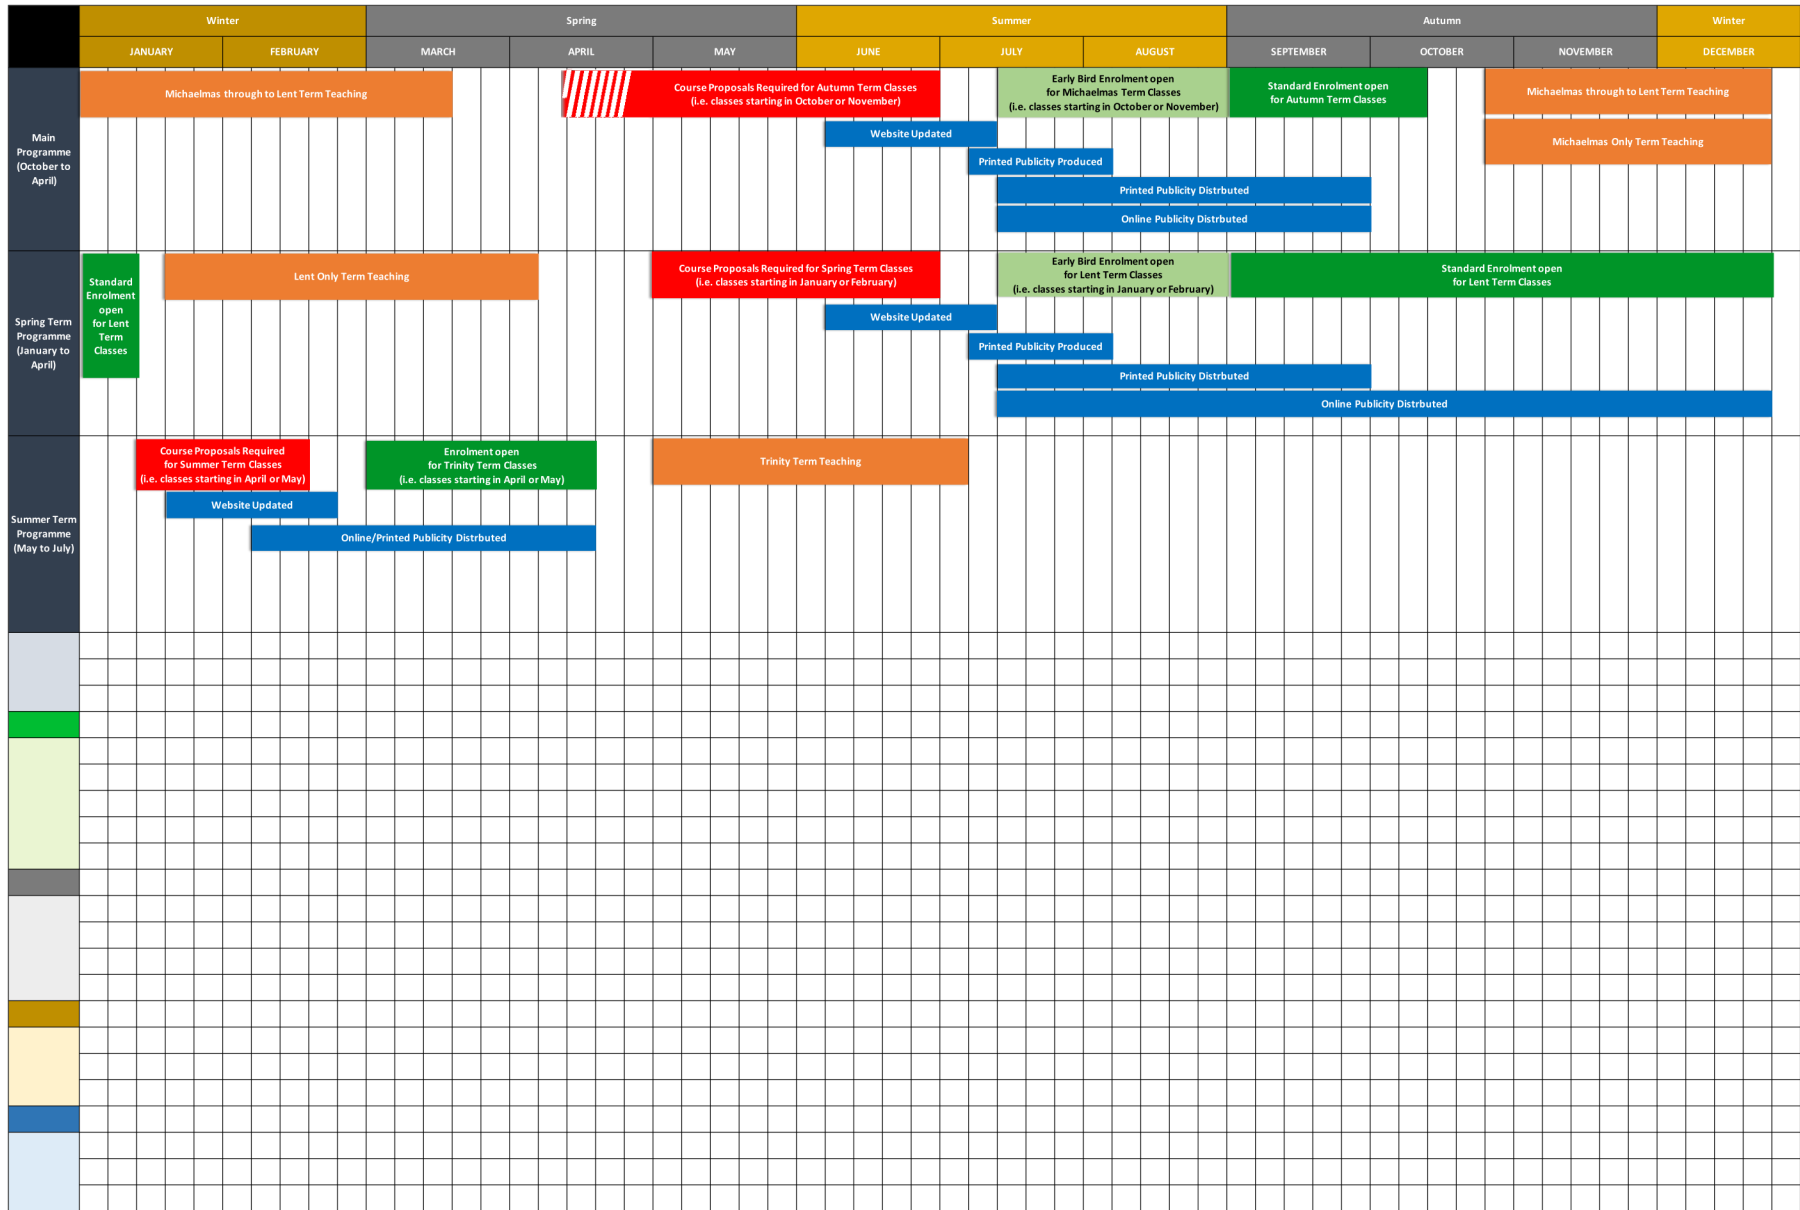 Winter
Spring
Summer
Autumn
Winter
JANUARY
FEBRUARY
MARCH
APRIL
MAY
JUNE
JULY
AUGUST
SEPTEMBER
OCTOBER
NOVEMBER
DECEMBER
Main
Programme
(October to
April)
Michaelmas through to Lent Term Teaching
Course Proposals Required for Autumn Term Classes
(i.e. classes starting in October or November)
Early Bird Enrolment open
for Michaelmas Term Classes
(i.e. classes starting in October or November)
Standard Enrolment open
for Autumn Term Classes
Michaelmas through to Lent Term Teaching
Michaelmas Only Term Teaching
Website Updated
Printed Publicity Produced
Printed Publicity Distrbuted
Online Publicity Distrbuted
Spring Term
Programme
(January to
April)
Standard
Enrolment
open
for Lent
Term
Classes
Lent Only Term Teaching
Course Proposals Required for Spring Term Classes
(i.e. classes starting in January or February)
Early Bird Enrolment open
for Lent Term Classes
(i.e. classes starting in January or February)
Standard Enrolment open
for Lent Term Classes
Website Updated
Printed Publicity Produced
Printed Publicity Distrbuted
Online Publicity Distrbuted
Summer Term
Programme
(May to July)
Course Proposals Required
for Summer Term Classes
(i.e. classes starting in April or May)
Enrolment open
for Trinity Term Classes
(i.e. classes starting in April or May)
Trinity Term Teaching
Website Updated
Online/Printed Publicity Distrbuted